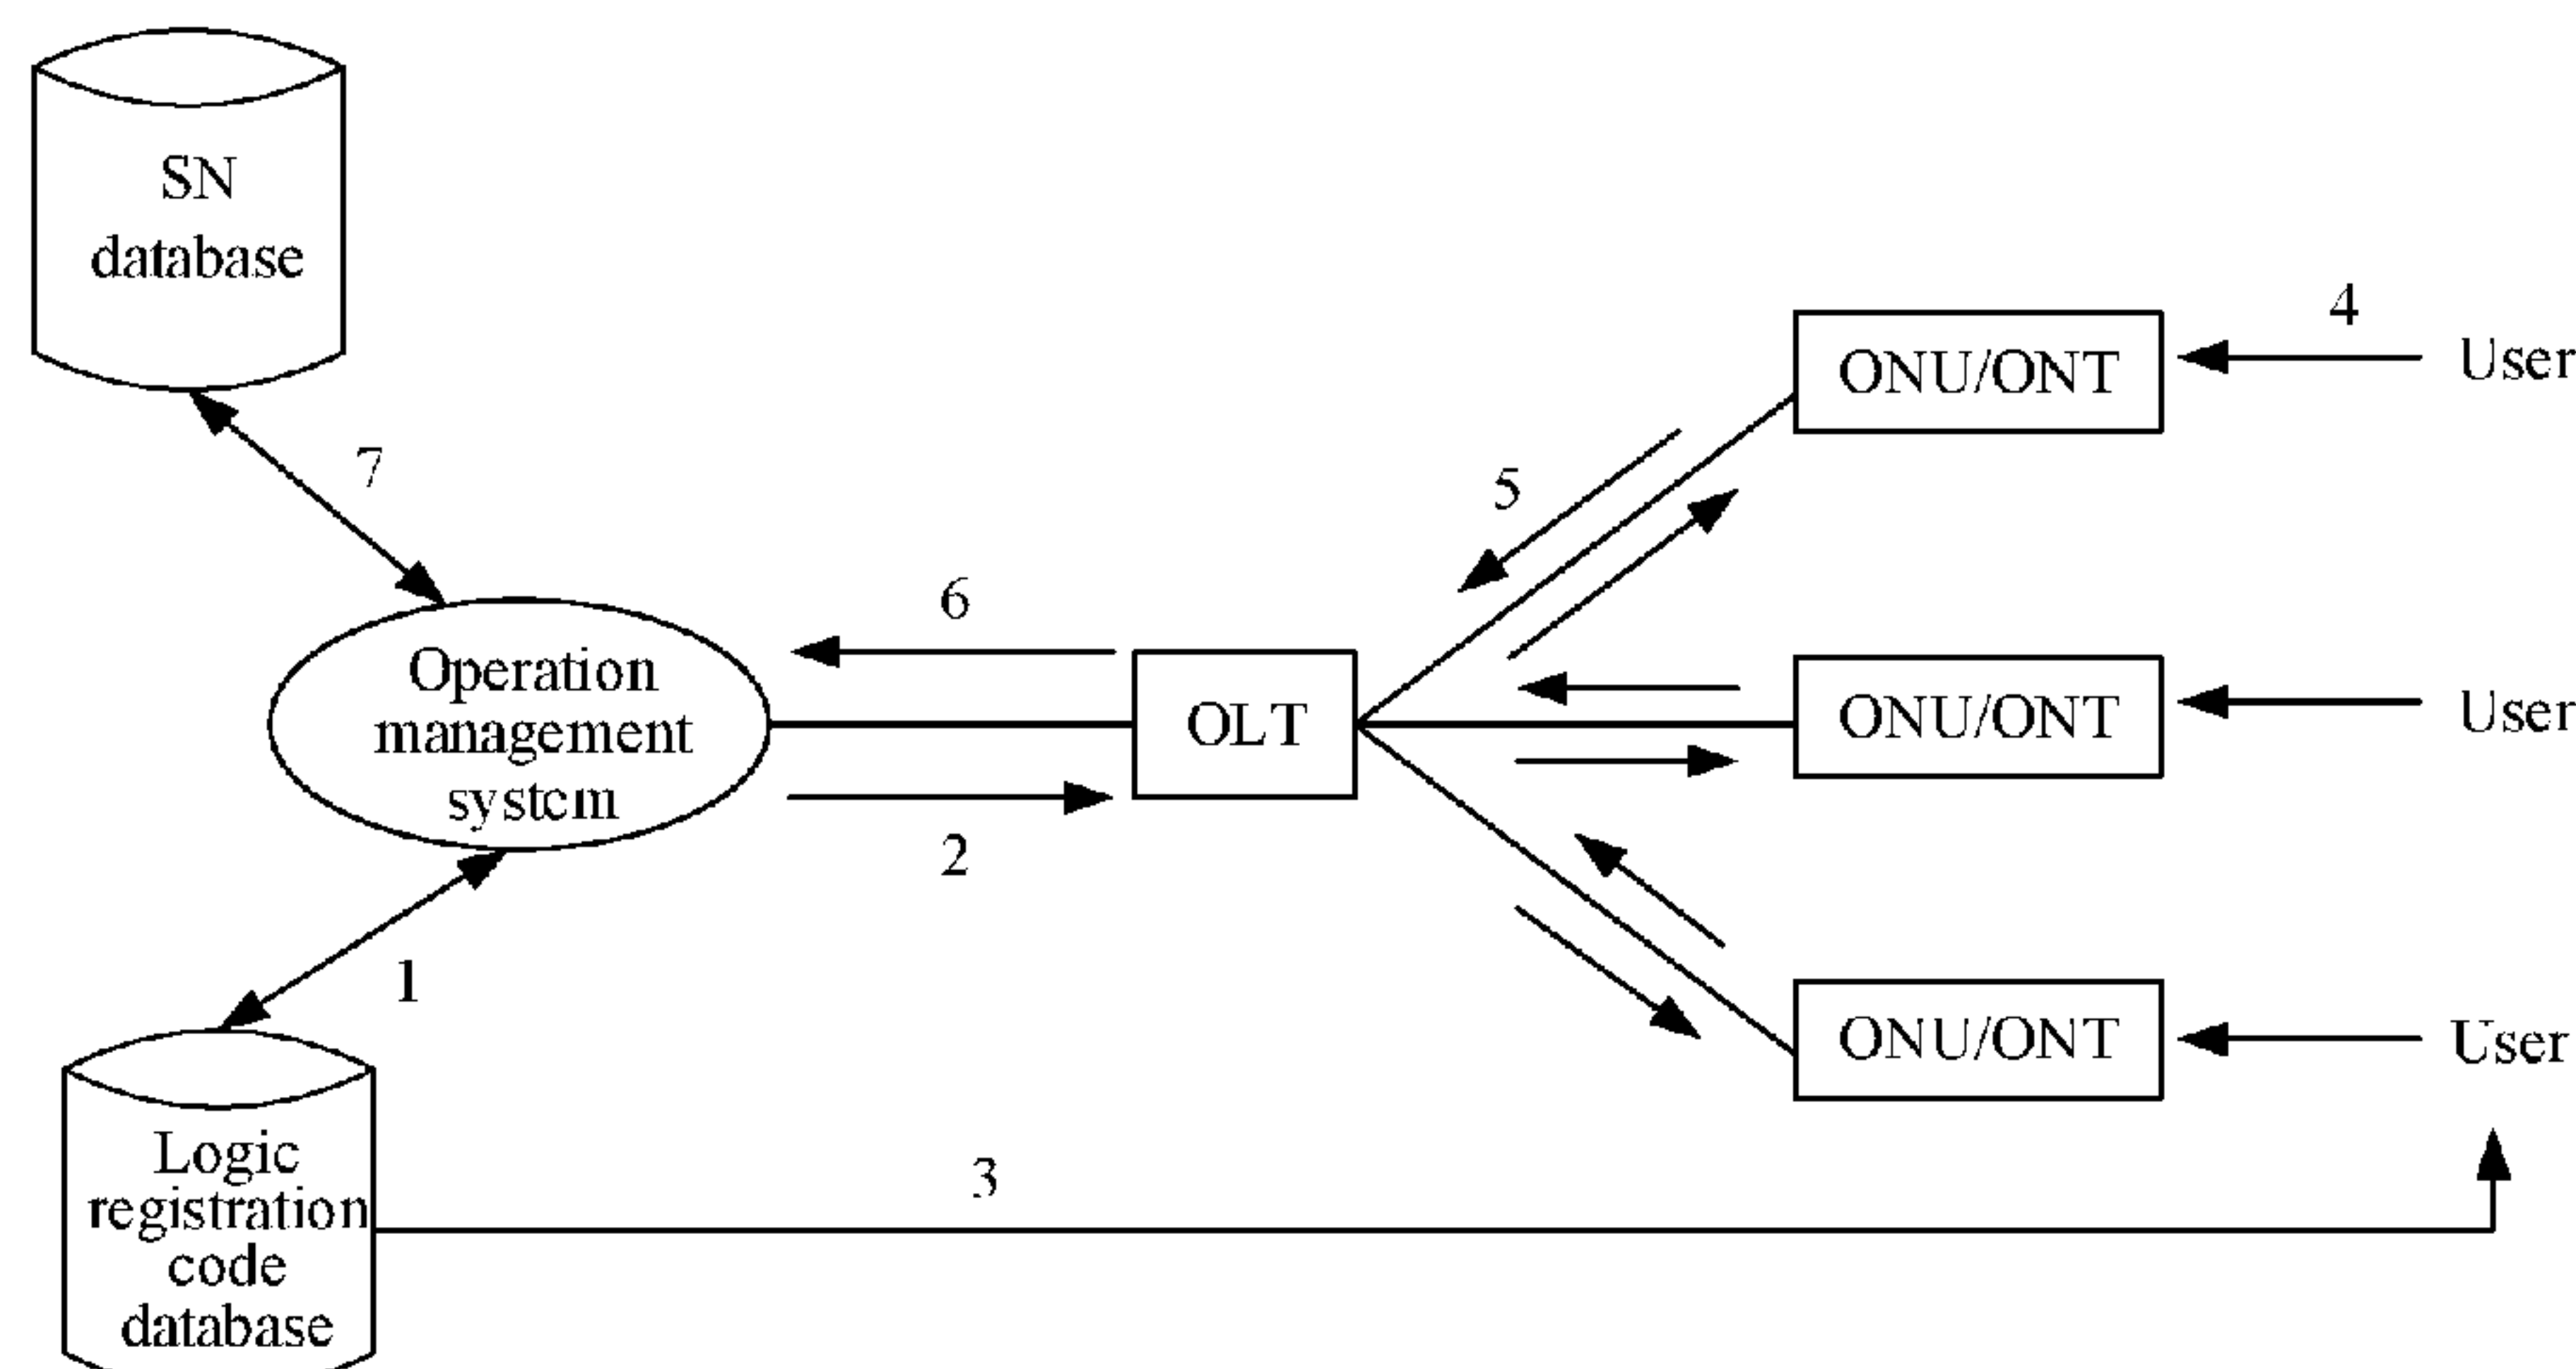 SN
database
7
4
ONU/ONT
User
5
6
Operation
management
system
OLT
ONU/ONT
User
2
1
ONU/ONT
User
Logic
registration
code
database
3